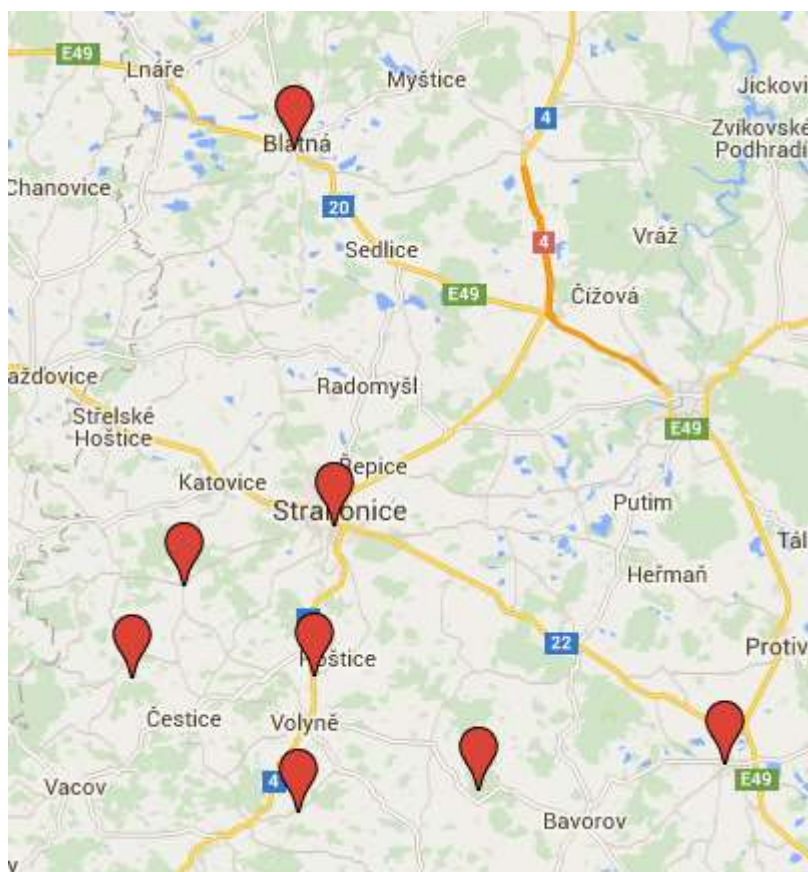 E49
Lnáře
Myštice
Jickovi
4
Blatná
Zvíkovské
Podhradí
Chanovice
20
Sedlice
4
Vráž
E49
Čížová
ažďovice
Radomyšl
Střelské
Hoštice
E49
Řepice
Katovice
Strakonice
Putim
Tál
Heřmaň
22
Protiv
Hoštice
Čestice
Volyně
4
E49
Vacov
Bavorov